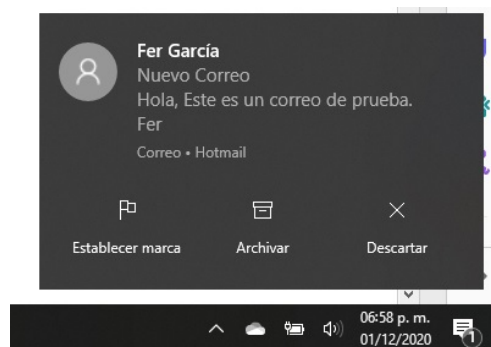 Fer García
Nuevo Correo
Hola, Este es un correo de prueba.
Fer
Correo • Hotmail
Establecer marca Archivar Descartar
06:58 p. m.
01/12/2020
1